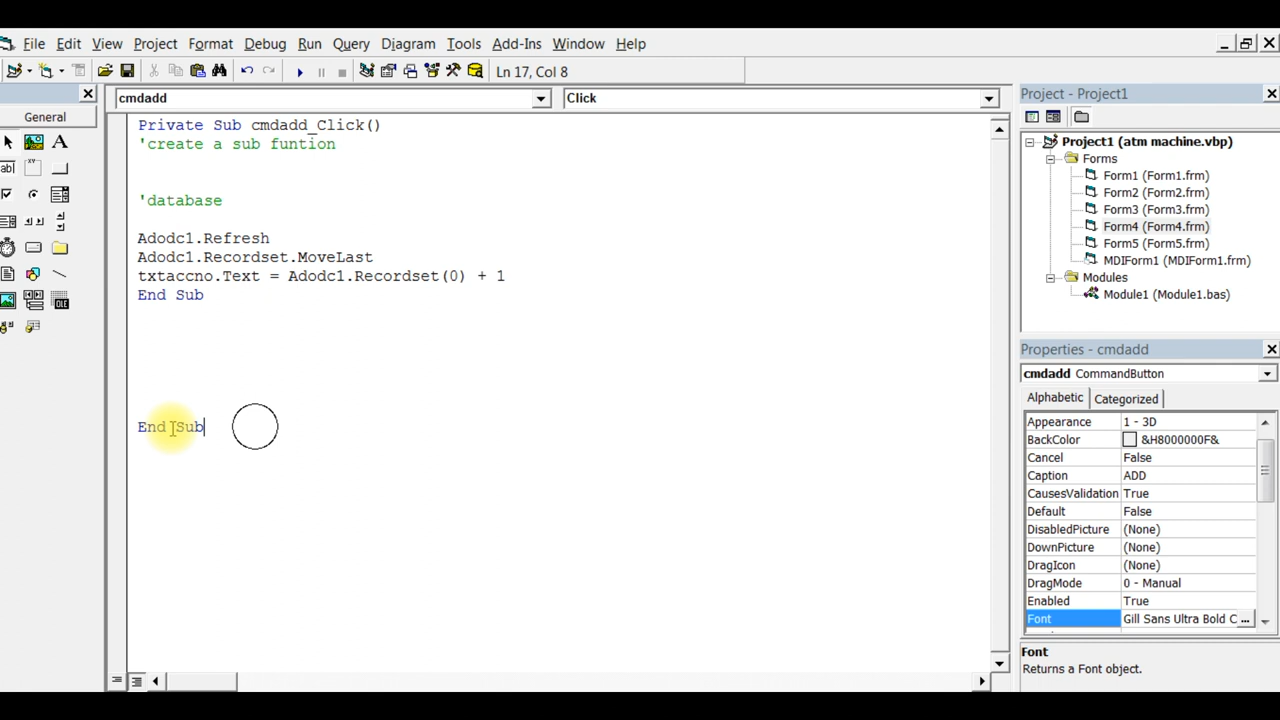 File Edit View Project Format Debug Run Query Diagram Tools Add-Ins Window Help
Ln 17, Col 8
General
cmdadd
Click
Private Sub cmdadd_Click()
'create a sub funtion
'database
Adodc1.Refresh
Adodc1.Recordset.MoveLast
txtaccno.Text = Adodc1.Recordset(0) + 1
End Sub
End Sub
Project - Project1
Project1 (atm machine.vbp)
Forms
Form1 (Form1.frm)
Form2 (Form2.frm)
Form3 (Form3.frm)
Form4 (Form4.frm)
Form5 (Form5.frm)
MDIForm1 (MDIForm1.frm)
Modules
Module1 (Module1.bas)
Properties - cmdadd
cmdadd CommandButton
Alphabetic Categorized
Appearance 1 - 3D
BackColor &H8000000F&
Cancel False
Caption ADD
CausesValidation True
Default False
DisabledPicture (None)
DownPicture (None)
DragIcon (None)
DragMode 0 - Manual
Enabled True
Font Gill Sans Ultra Bold C ...
Font
Returns a Font object.